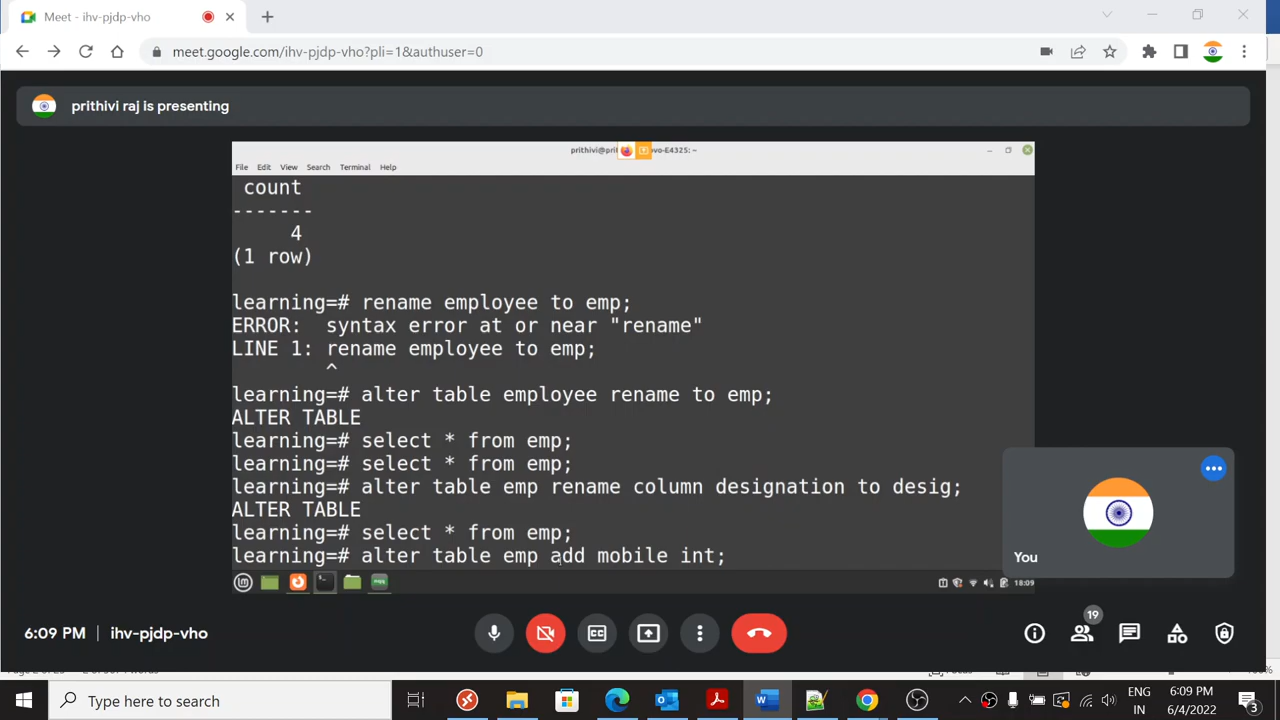 Meet - ihv-pjdp-vho
meet.google.com/ihv-pjdp-vho?pli=1&authuser=0
prithivi raj is presenting
File Edit View Search Terminal Help
count
-------
4
(1 row)
learning=# rename employee to emp;
ERROR: syntax error at or near "rename"
LINE 1: rename employee to emp;
^
learning=# alter table employee rename to emp;
ALTER TABLE
learning=# select * from emp;
learning=# select * from emp;
learning=# alter table emp rename column designation to desig;
ALTER TABLE
learning=# select * from emp;
learning=# alter table emp add mobile int;
18:09
You
6:09 PM | ihv-pjdp-vho
19
Type here to search
ENG
IN
6:09 PM
6/4/2022
3